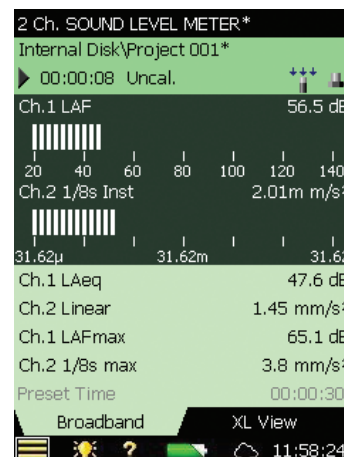 2 Ch. SOUND LEVEL METER*
Internal Disk\Project 001*
00:00:08 Uncal.
Ch.1 LAF 56.5 dB
20 40 60 80 100 120 140
Ch.2 1/8s Inst 2.01m m/s²
31.62µ 31.62m 31.62
Ch.1 LAeq 47.6 dB
Ch.2 Linear 1.45 mm/s²
Ch.1 LAFmax 65.1 dB
Ch.2 1/8s max 3.8 mm/s²
Preset Time 00:00:30
Broadband XL View
? 11:58:24